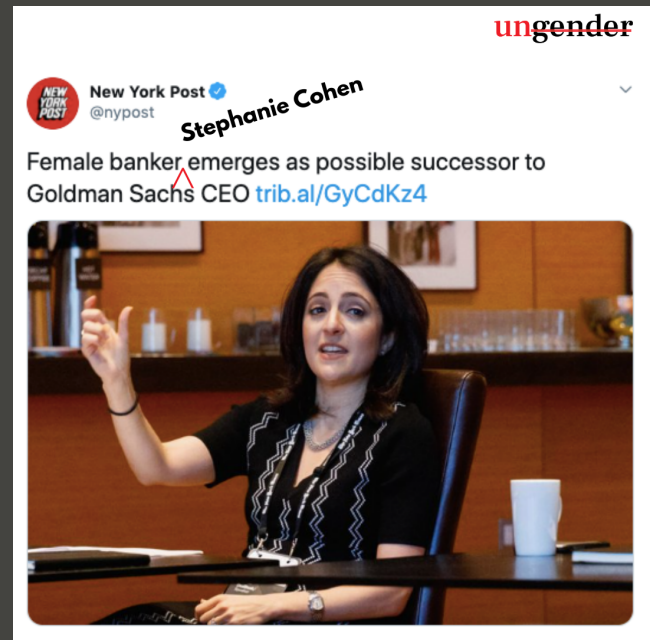 ungender
NEW
YORK
POST
New York Post
@nypost
Stephanie Cohen
Female banker emerges as possible successor to
Goldman Sachs CEO trib.al/GyCdKz4